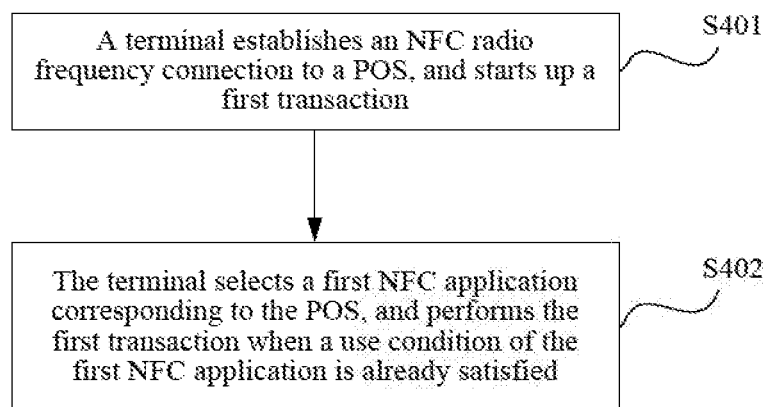 A terminal establishes an NFC radio
frequency connection to a POS, and starts up a
first transaction
S401
The terminal selects a first NFC application
corresponding to the POS, and performs the
first transaction when a use condition of the
first NFC application is already satisfied
S402